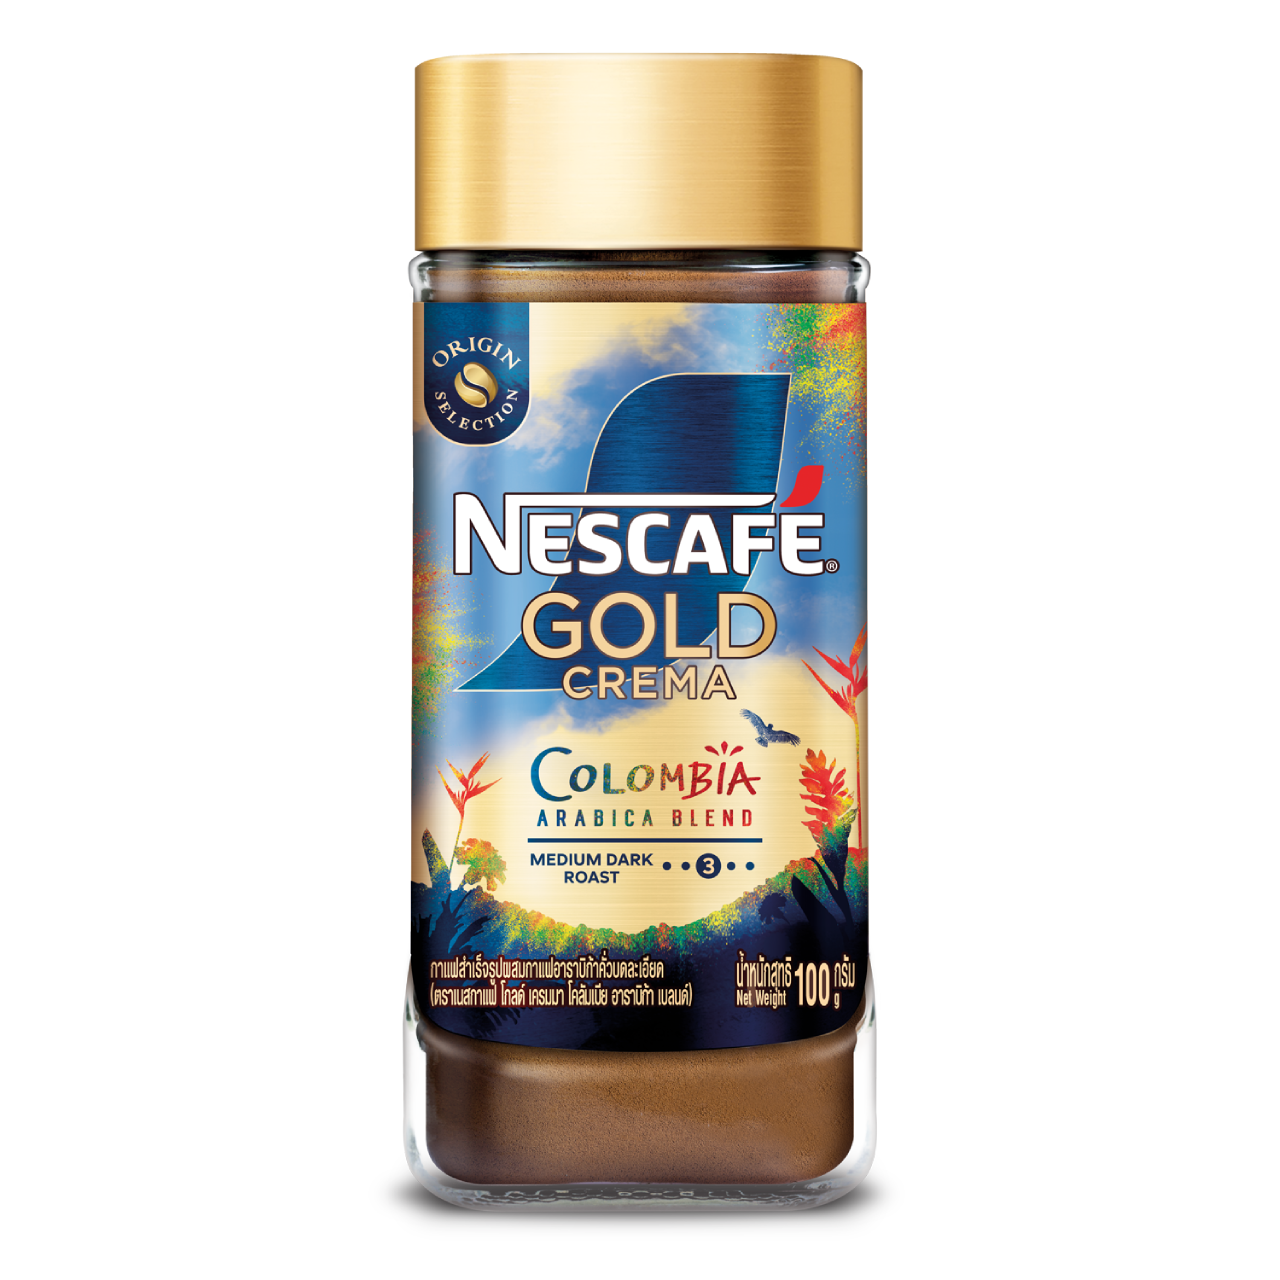 ORIGIN
SELECTION
NESCAFÉ®
GOLD
CREMA
COLOMBIA
ARABICA BLEND
MEDIUM DARK
ROAST
3
กาแฟสำเร็จรูปผสมกาแฟอาราบิก้าคั่วบดละเอียด
(ตราเนสกาแฟ โกลด์ เครมมา โคลัมเบีย อาราบิก้า เบลนด์)
น้ำหนักสุทธิ 100 กรัม
Net Weight g